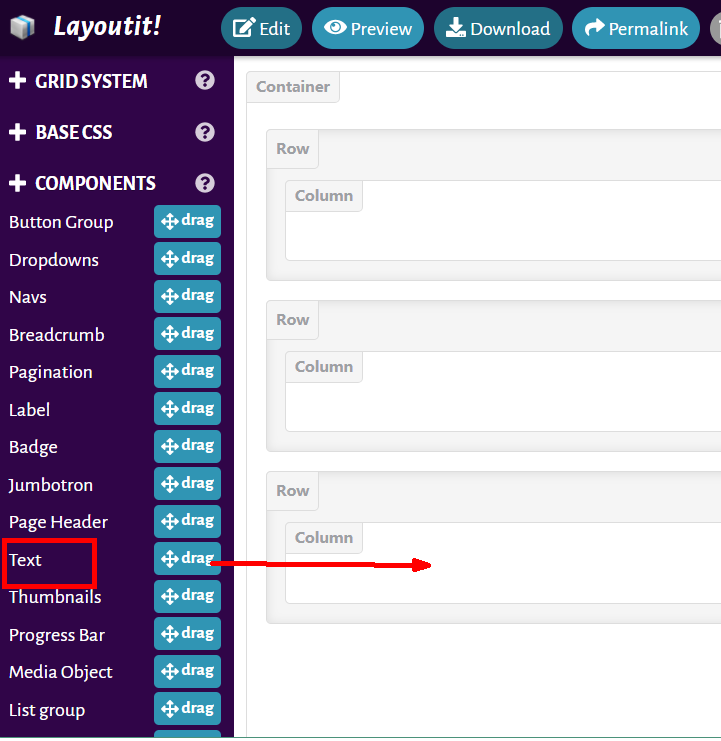 Layoutit!
Edit
Preview
Download
Permalink
GRID SYSTEM
BASE CSS
COMPONENTS
Button Group drag
Dropdowns drag
Navs drag
Breadcrumb drag
Pagination drag
Label drag
Badge drag
Jumbotron drag
Page Header drag
Text drag
Thumbnails drag
Progress Bar drag
Media Object drag
List group drag
Container
Row
Column
Row
Column
Row
Column